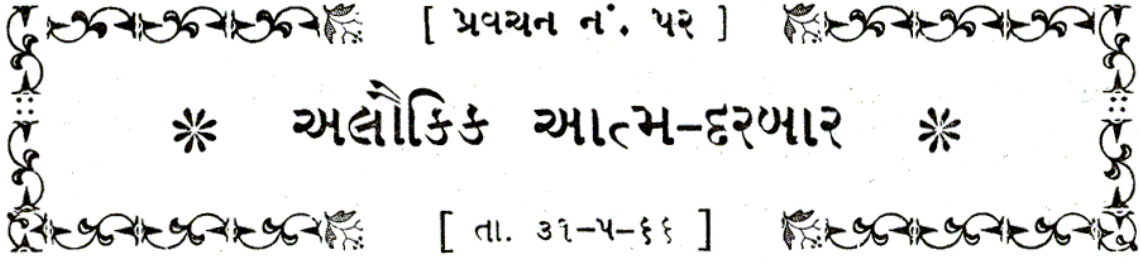 [ પ્રવચન નં. ૫૨ ]
* અલૌકિક આત્મ-દરબાર *
[ તા. ૩૧-૫-૬૬ ]